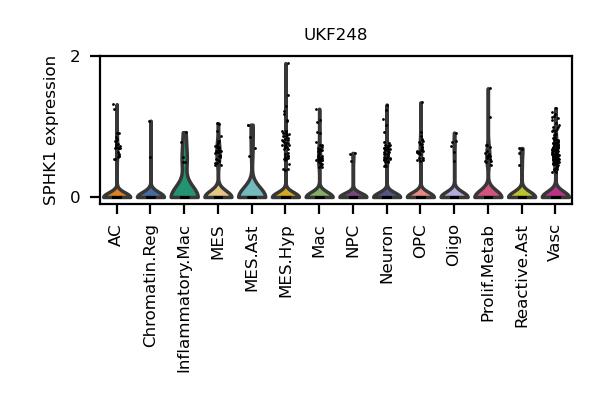 UKF248
SPHK1 expression
2
0
AC
Chromatin.Reg
Inflammatory.Mac
MES
MES.Ast
MES.Hyp
Mac
NPC
Neuron
OPC
Oligo
Prolif.Metab
Reactive.Ast
Vasc